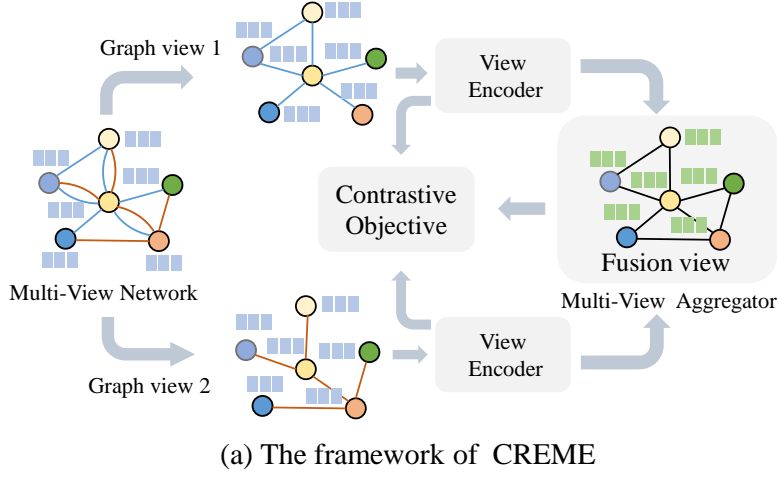 Graph view 1
View
Encoder
Contrastive
Objective
Fusion view
Multi-View Network
Multi-View Aggregator
View
Encoder
Graph view 2
(a) The framework of CREME